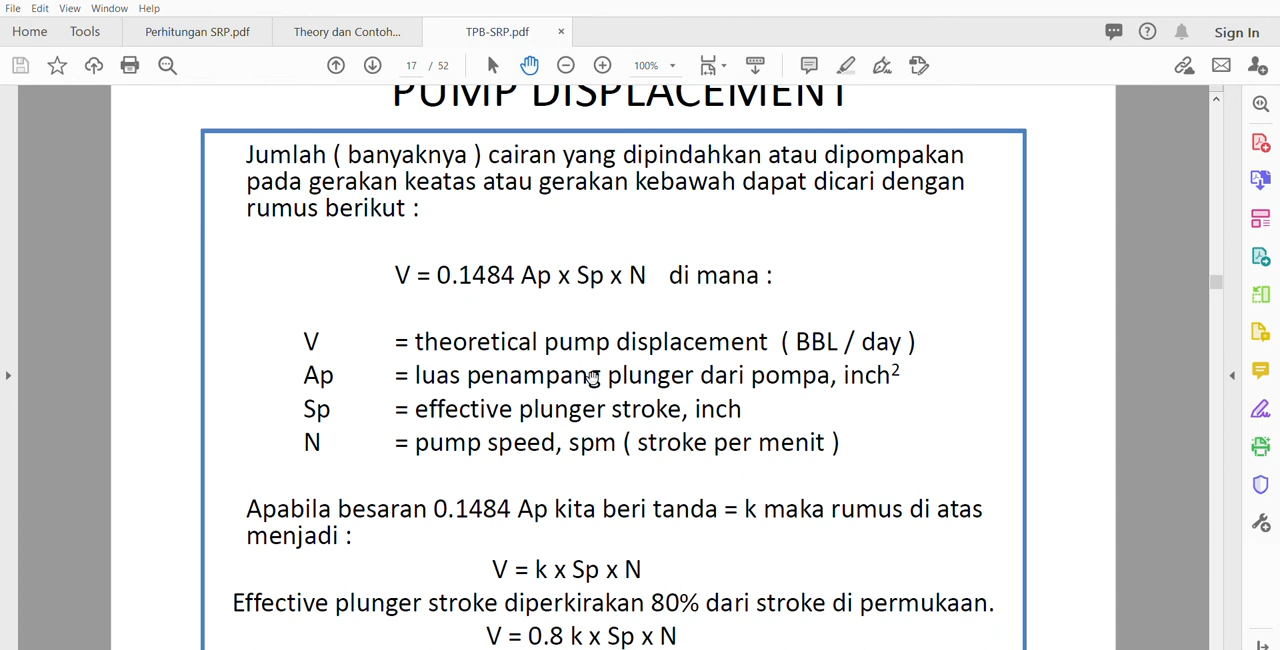 File Edit View Window Help
Home Tools Perhitungan SRP.pdf Theory dan Contoh... TPB-SRP.pdf × Sign In
17 / 52 100%
PUMP DISPLACEMENT
Jumlah ( banyaknya ) cairan yang dipindahkan atau dipompakan
pada gerakan keatas atau gerakan kebawah dapat dicari dengan
rumus berikut :
V = 0.1484 Ap x Sp x N di mana :
V = theoretical pump displacement ( BBL / day )
Ap = luas penampang plunger dari pompa, inch²
Sp = effective plunger stroke, inch
N = pump speed, spm ( stroke per menit )
Apabila besaran 0.1484 Ap kita beri tanda = k maka rumus di atas
menjadi :
V = k x Sp x N
Effective plunger stroke diperkirakan 80% dari stroke di permukaan.
V = 0.8 k x Sp x N